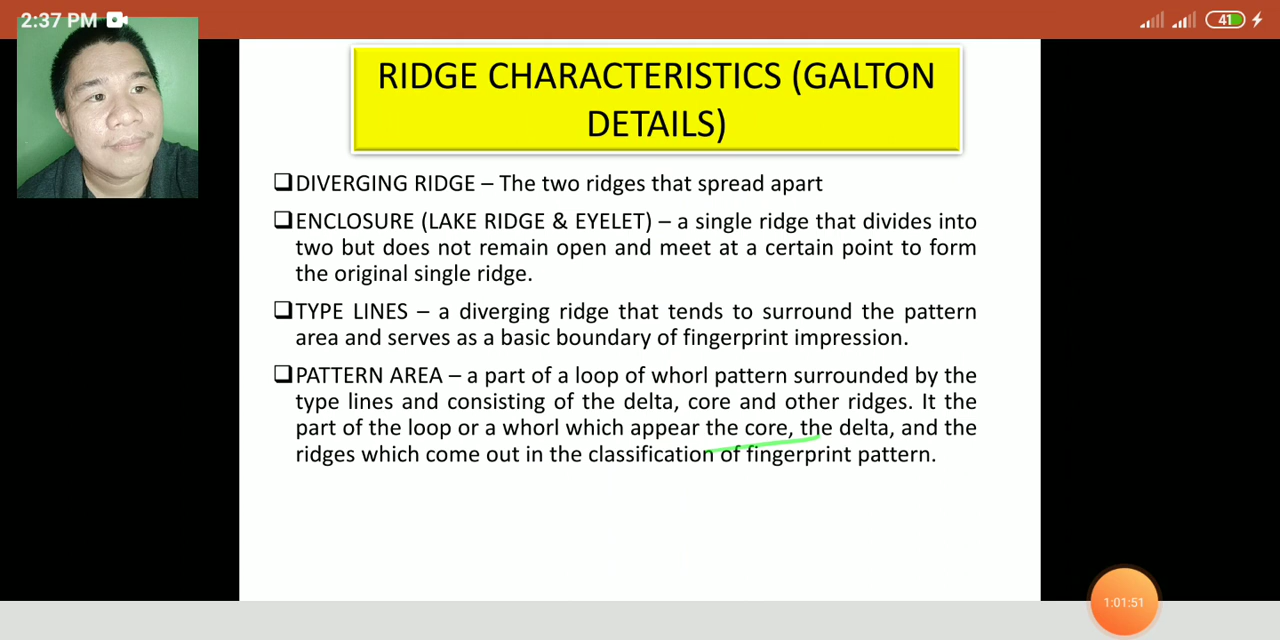 2:37 PM
41
RIDGE CHARACTERISTICS (GALTON
DETAILS)
❑DIVERGING RIDGE – The two ridges that spread apart
❑ENCLOSURE (LAKE RIDGE & EYELET) – a single ridge that divides into
two but does not remain open and meet at a certain point to form
the original single ridge.
❑TYPE LINES – a diverging ridge that tends to surround the pattern
area and serves as a basic boundary of fingerprint impression.
❑PATTERN AREA – a part of a loop of whorl pattern surrounded by the
type lines and consisting of the delta, core and other ridges. It the
part of the loop or a whorl which appear the core, the delta, and the
ridges which come out in the classification of fingerprint pattern.
1:01:51